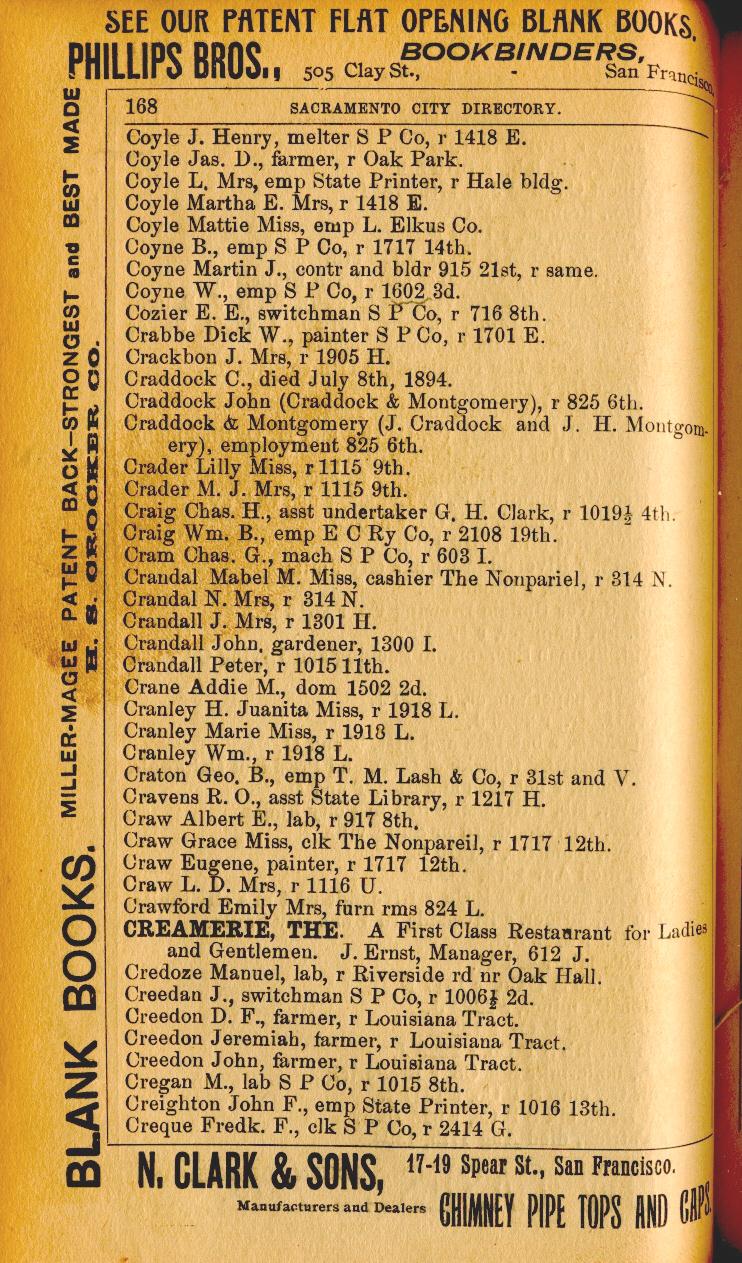 SEE OUR PATENT FLAT OPENING BLANK BOOKS.
PHILLIPS BROS., BOOKBINDERS,
505 Clay St., - San Francisco.
BLANK BOOKS. MILLER-MAGEE PATENT BACK—STRONGEST and BEST MADE
H. S. CROCKER CO.
168 SACRAMENTO CITY DIRECTORY.
Coyle J. Henry, melter S P Co, r 1418 E.
Coyle Jas. D., farmer, r Oak Park.
Coyle L. Mrs, emp State Printer, r Hale bldg.
Coyle Martha E. Mrs, r 1418 E.
Coyle Mattie Miss, emp L. Elkus Co.
Coyne B., emp S P Co, r 1717 14th.
Coyne Martin J., contr and bldr 915 21st, r same.
Coyne W., emp S P Co, r 1602 3d.
Cozier E. E., switchman S P Co, r 716 8th.
Crabbe Dick W., painter S P Co, r 1701 E.
Crackbon J. Mrs, r 1905 H.
Craddock C., died July 8th, 1894.
Craddock John (Craddock & Montgomery), r 825 6th.
Craddock & Montgomery (J. Craddock and J. H. Montgom-
ery), employment 825 6th.
Crader Lilly Miss, r 1115 9th.
Crader M. J. Mrs, r 1115 9th.
Craig Chas. H., asst undertaker G. H. Clark, r 1019½ 4th.
Craig Wm. B., emp E C Ry Co, r 2108 19th.
Cram Chas. G., mach S P Co, r 603 I.
Crandal Mabel M. Miss, cashier The Nonpariel, r 314 N.
Crandal N. Mrs, r 314 N.
Crandall J. Mrs, r 1301 H.
Crandall John, gardener, 1300 I.
Crandall Peter, r 1015 11th.
Crane Addie M., dom 1502 2d.
Cranley H. Juanita Miss, r 1918 L.
Cranley Marie Miss, r 1918 L.
Cranley Wm., r 1918 L.
Craton Geo. B., emp T. M. Lash & Co, r 31st and V.
Cravens R. O., asst State Library, r 1217 H.
Craw Albert E., lab, r 917 8th.
Craw Grace Miss, clk The Nonpareil, r 1717 12th.
Craw Eugene, painter, r 1717 12th.
Craw L. D. Mrs, r 1116 U.
Crawford Emily Mrs, furn rms 824 L.
CREAMERIE, THE. A First Class Restaurant for Ladies
and Gentlemen. J. Ernst, Manager, 612 J.
Credoze Manuel, lab, r Riverside rd nr Oak Hall.
Creedan J., switchman S P Co, r 1006½ 2d.
Creedon D. F., farmer, r Louisiana Tract.
Creedon Jeremiah, farmer, r Louisiana Tract.
Creedon John, farmer, r Louisiana Tract.
Cregan M., lab S P Co, r 1015 8th.
Creighton John F., emp State Printer, r 1016 13th.
Creque Fredk. F., clk S P Co, r 2414 G.
N. CLARK & SONS, 17-19 Spear St., San Francisco.
Manufacturers and Dealers CHIMNEY PIPE TOPS AND CAPS.